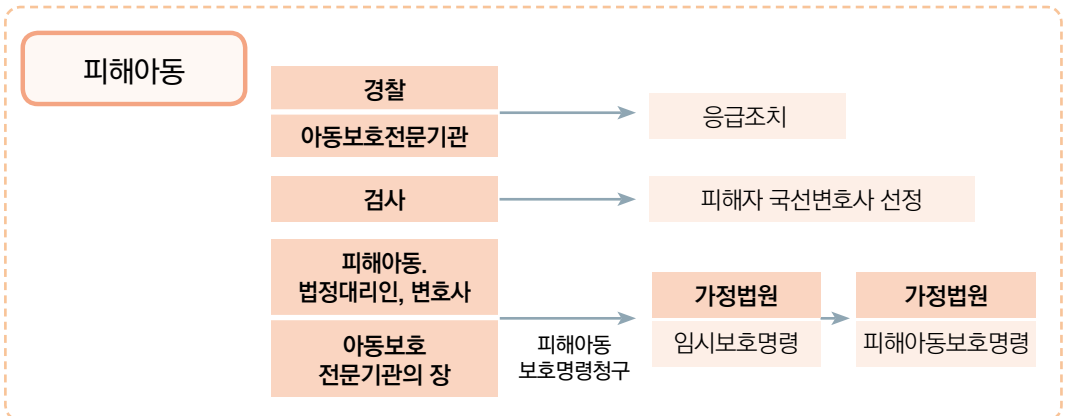 피해아동
경찰
아동보호전문기관
응급조치
검사
피해자 국선변호사 선정
피해아동.
법정대리인, 변호사
아동보호
전문기관의 장
피해아동
보호명령청구
가정법원
임시보호명령
가정법원
피해아동보호명령